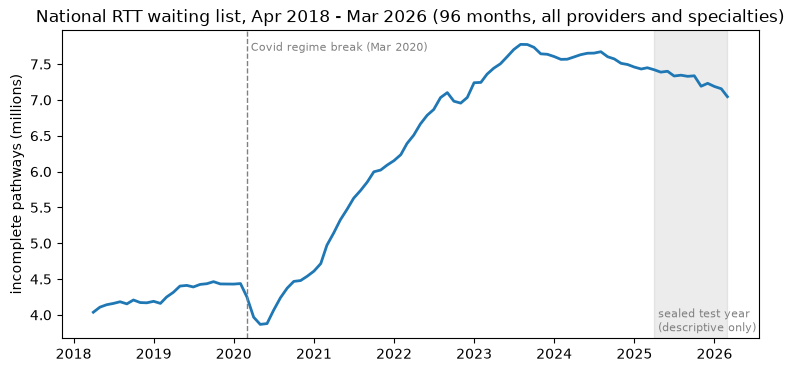 National RTT waiting list, Apr 2018 - Mar 2026 (96 months, all providers and specialties)
Covid regime break (Mar 2020)
incomplete pathways (millions)
7.5
7.0
6.5
6.0
5.5
5.0
4.5
4.0
sealed test year
(descriptive only)
2018 2019 2020 2021 2022 2023 2024 2025 2026